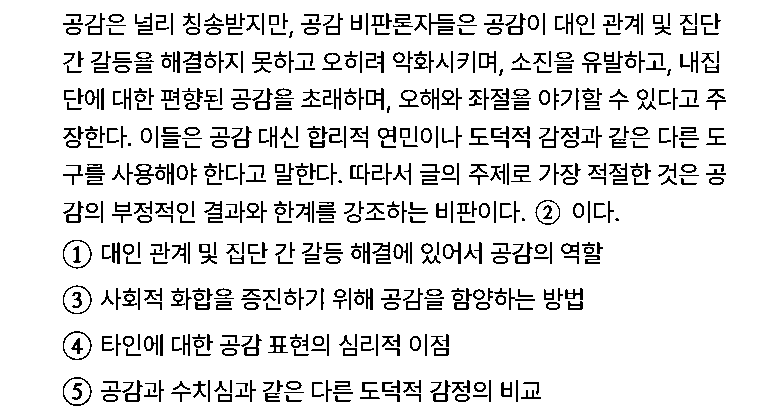 공감은 널리 칭송받지만, 공감 비판론자들은 공감이 대인 관계 및 집단
간 갈등을 해결하지 못하고 오히려 악화시키며, 소진을 유발하고, 내집
단에 대한 편향된 공감을 초래하며, 오해와 좌절을 야기할 수 있다고 주
장한다. 이들은 공감 대신 합리적 연민이나 도덕적 감정과 같은 다른 도
구를 사용해야 한다고 말한다. 따라서 글의 주제로 가장 적절한 것은 공
감의 부정적인 결과와 한계를 강조하는 비판이다. ② 이다.
① 대인 관계 및 집단 간 갈등 해결에 있어서 공감의 역할
③ 사회적 화합을 증진하기 위해 공감을 함양하는 방법
④ 타인에 대한 공감 표현의 심리적 이점
⑤ 공감과 수치심과 같은 다른 도덕적 감정의 비교